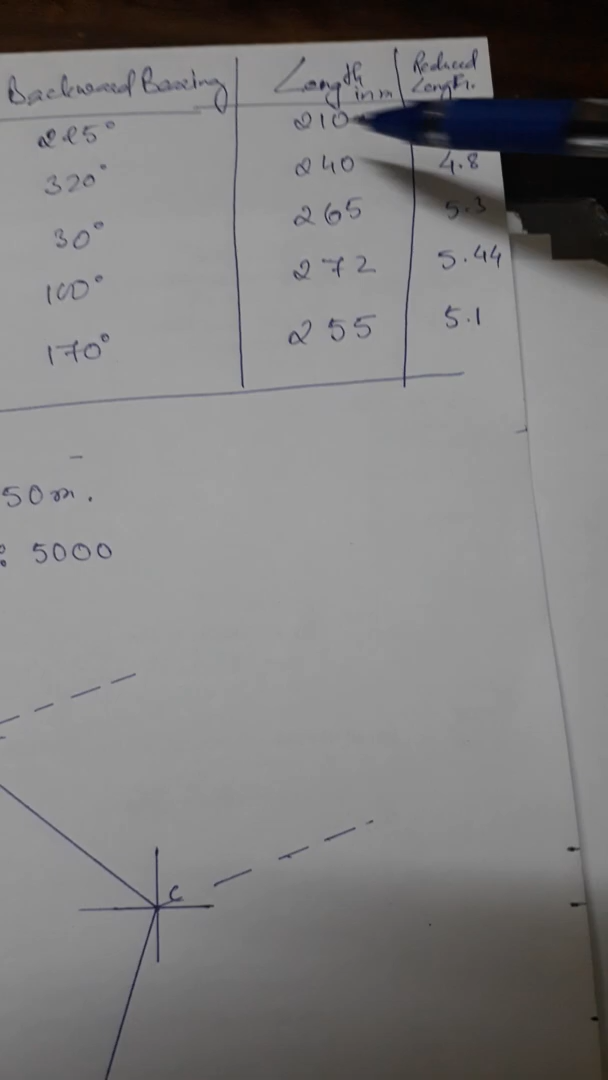 Backward Bearing Length in m Reduced Length.
225° 210
320° 240 4.8
30° 265 5.3
100° 272 5.44
170° 255 5.1
50m.
: 5000
C